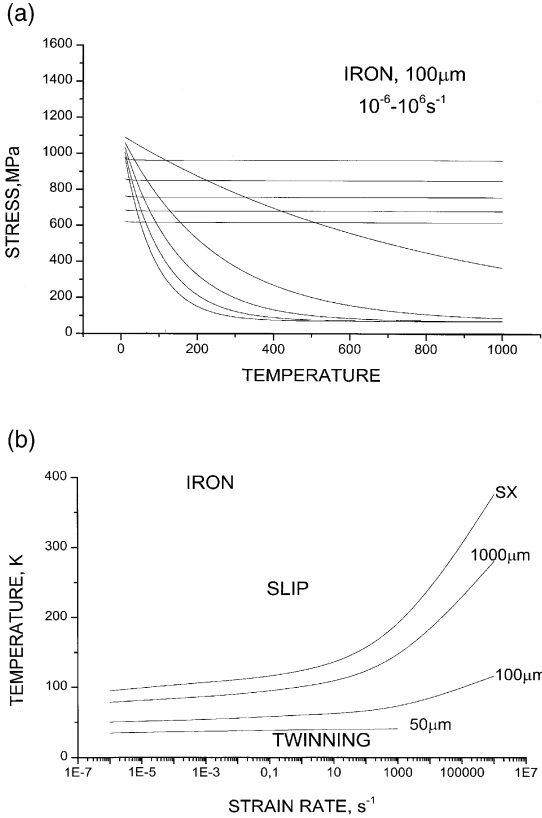 (a)
1600
1400
1200
1000
800
600
400
200
0
STRESS,MPa
IRON, 100μm
10⁻⁶-10⁶s⁻¹
0 200 400 600 800 1000
TEMPERATURE
(b)
400
300
200
100
0
TEMPERATURE, K
IRON
SX
1000μm
SLIP
100μm
50μm
TWINNING
1E-7 1E-5 1E-3 0,1 10 1000 100000 1E7
STRAIN RATE, s⁻¹